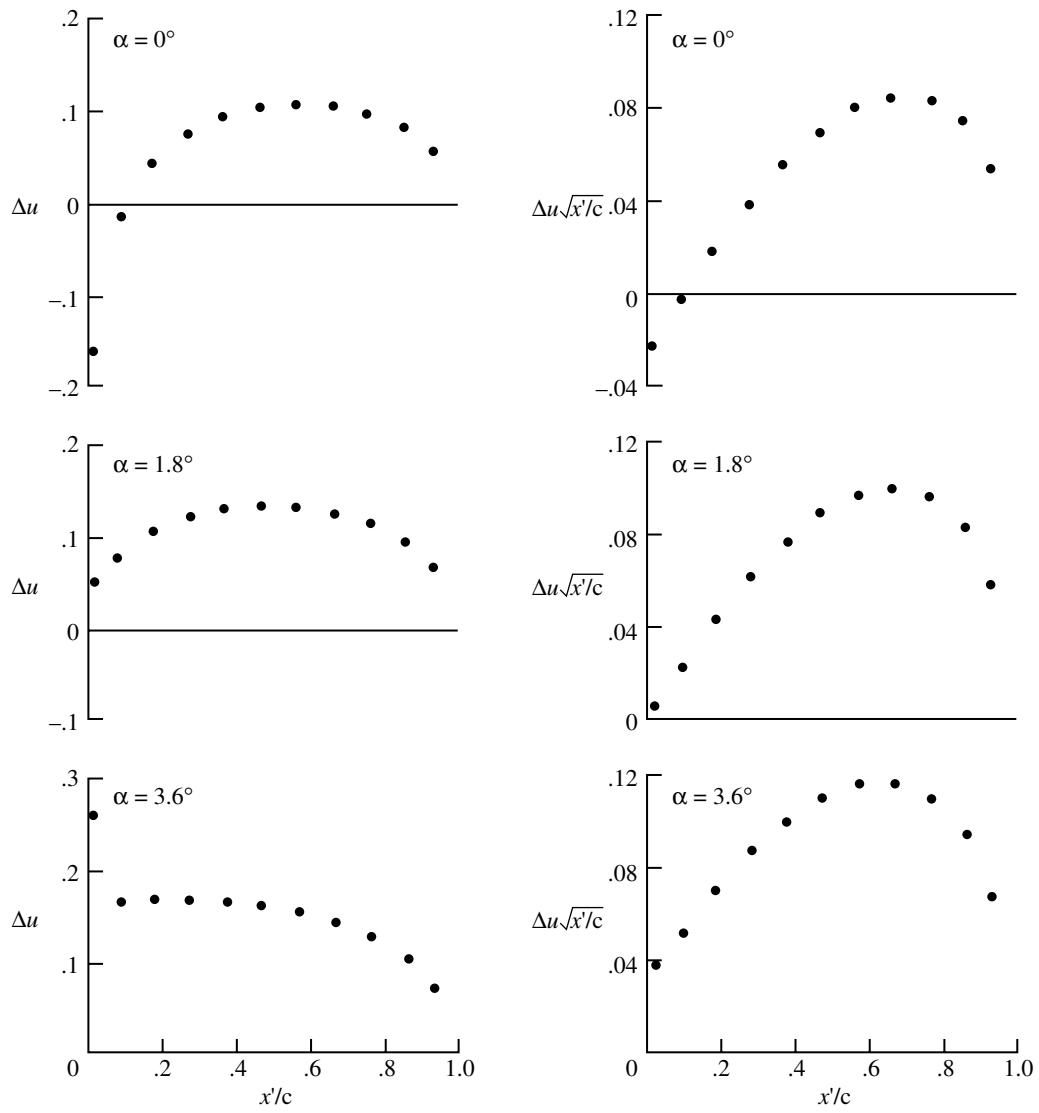 .2
α = 0°
.1
Δu
0
–.1
–.2
.12
α = 0°
.08
Δu√x'/c
.04
0
–.04
.2
α = 1.8°
.1
Δu
0
–.1
.12
α = 1.8°
.08
Δu√x'/c
.04
0
.3
α = 3.6°
.2
Δu
.1
0 .2 .4 .6 .8 1.0
x'/c
.12
α = 3.6°
.08
Δu√x'/c
.04
0 .2 .4 .6 .8 1.0
x'/c